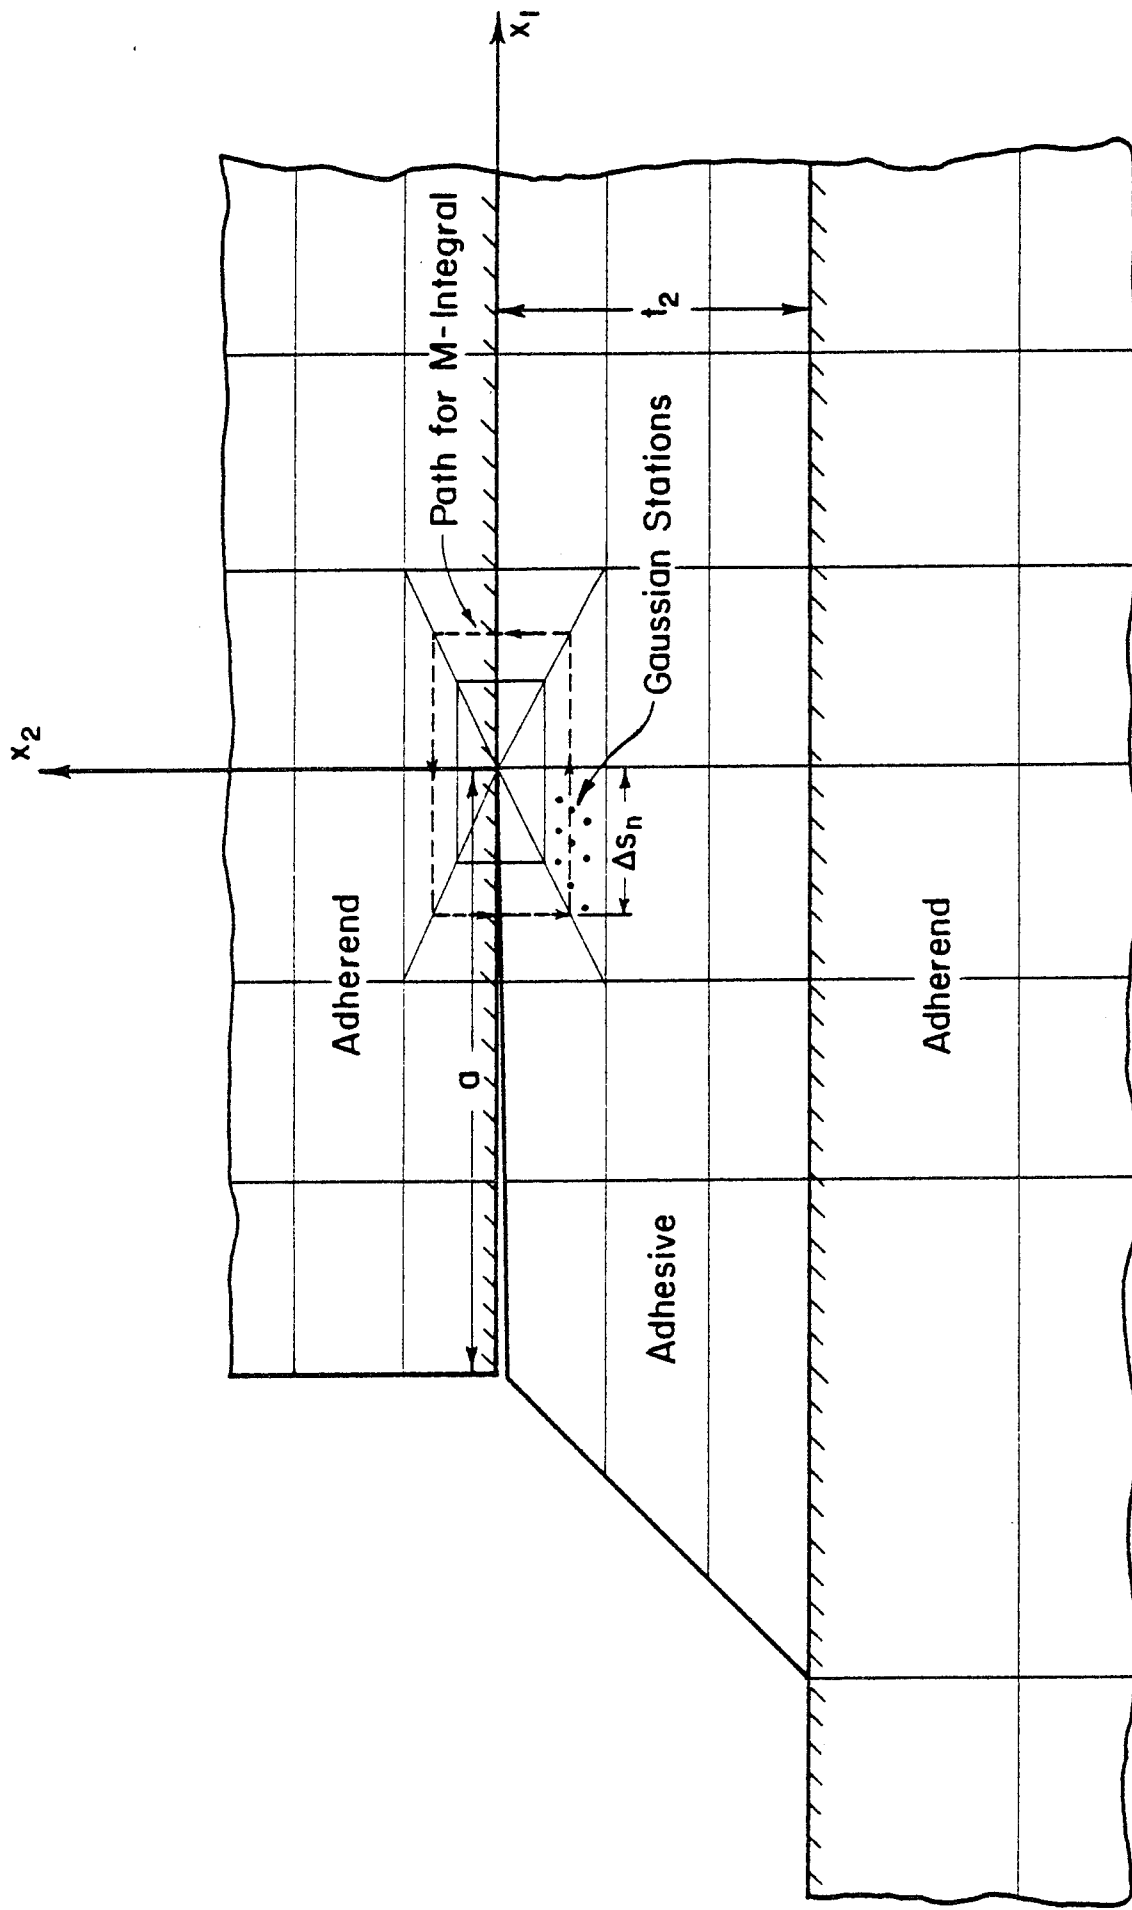 x₂
x₁
Path for M-Integral
Adherend
a
t₂
Gaussian Stations
Δsₙ
Adhesive
Adherend